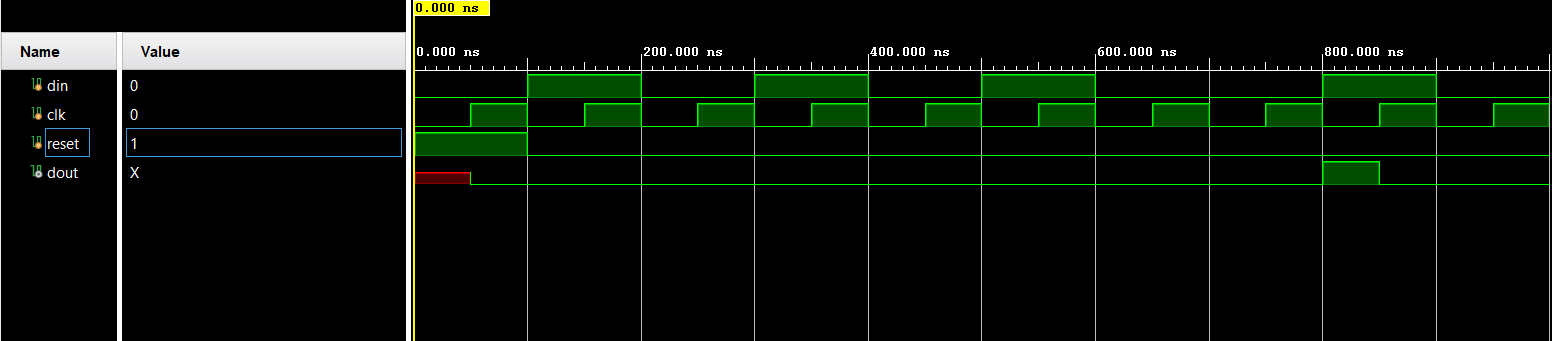 0.000 ns
Name Value 0.000 ns 200.000 ns 400.000 ns 600.000 ns 800.000 ns
din 0
clk 0
reset 1
dout X